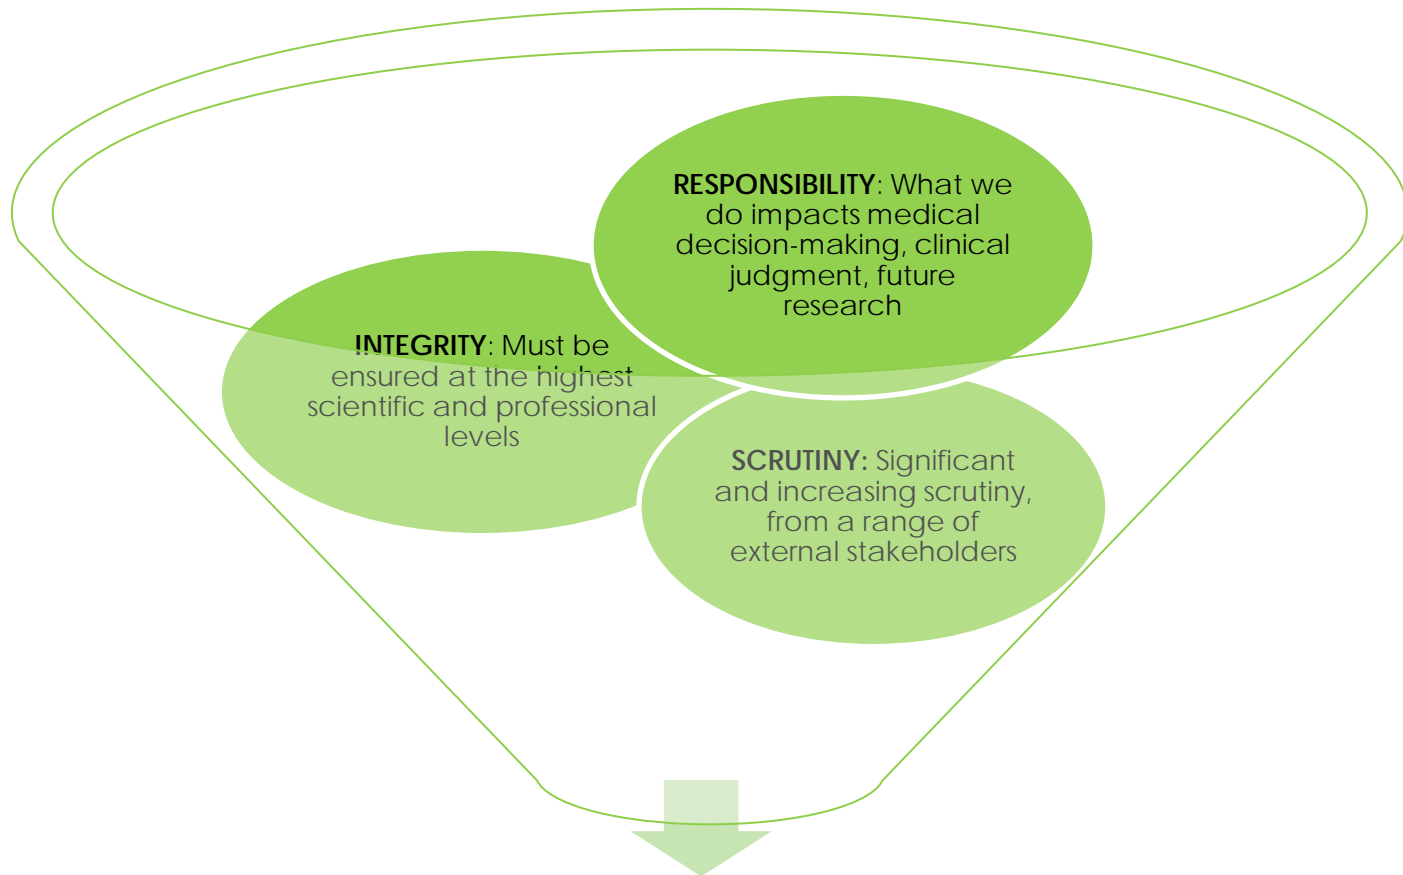 RESPONSIBILITY: What we
do impacts medical
decision-making, clinical
judgment, future
research
INTEGRITY: Must be
ensured at the highest
scientific and professional
levels
SCRUTINY: Significant
and increasing scrutiny,
from a range of
external stakeholders